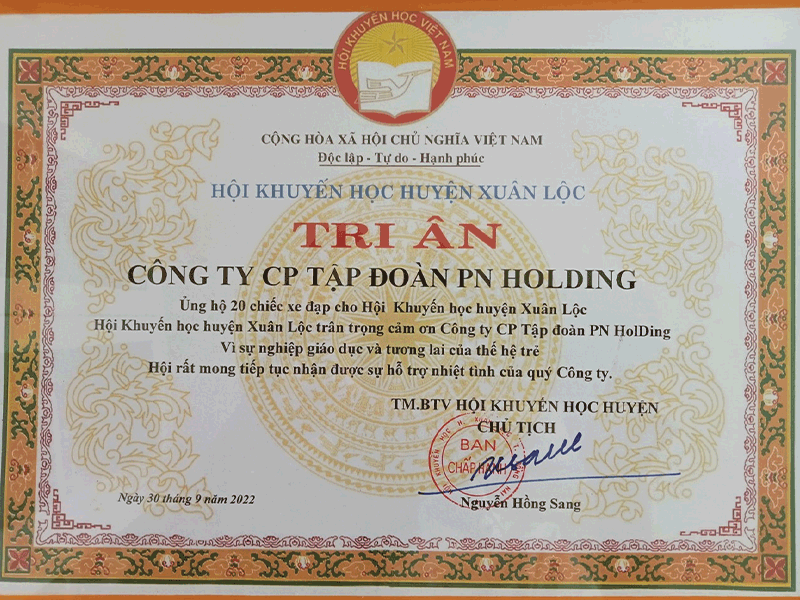 HỘI KHUYẾN HỌC VIỆT NAM
CỘNG HÒA XÃ HỘI CHỦ NGHĨA VIỆT NAM
Độc lập - Tự do - Hạnh phúc
HỘI KHUYẾN HỌC HUYỆN XUÂN LỘC
TRI ÂN
CÔNG TY CP TẬP ĐOÀN PN HOLDING
Ủng hộ 20 chiếc xe đạp cho Hội Khuyến học huyện Xuân Lộc
Hội Khuyến học huyện Xuân Lộc trân trọng cảm ơn Công ty CP Tập đoàn PN HolDing
Vì sự nghiệp giáo dục và tương lai của thế hệ trẻ
Hội rất mong tiếp tục nhận được sự hỗ trợ nhiệt tình của quý Công ty.
TM.BTV HỘI KHUYẾN HỌC HUYỆN
CHỦ TỊCH
BAN
CHẤP HÀNH
Nguyễn Hồng Sang
Ngày 30 tháng 9 năm 2022